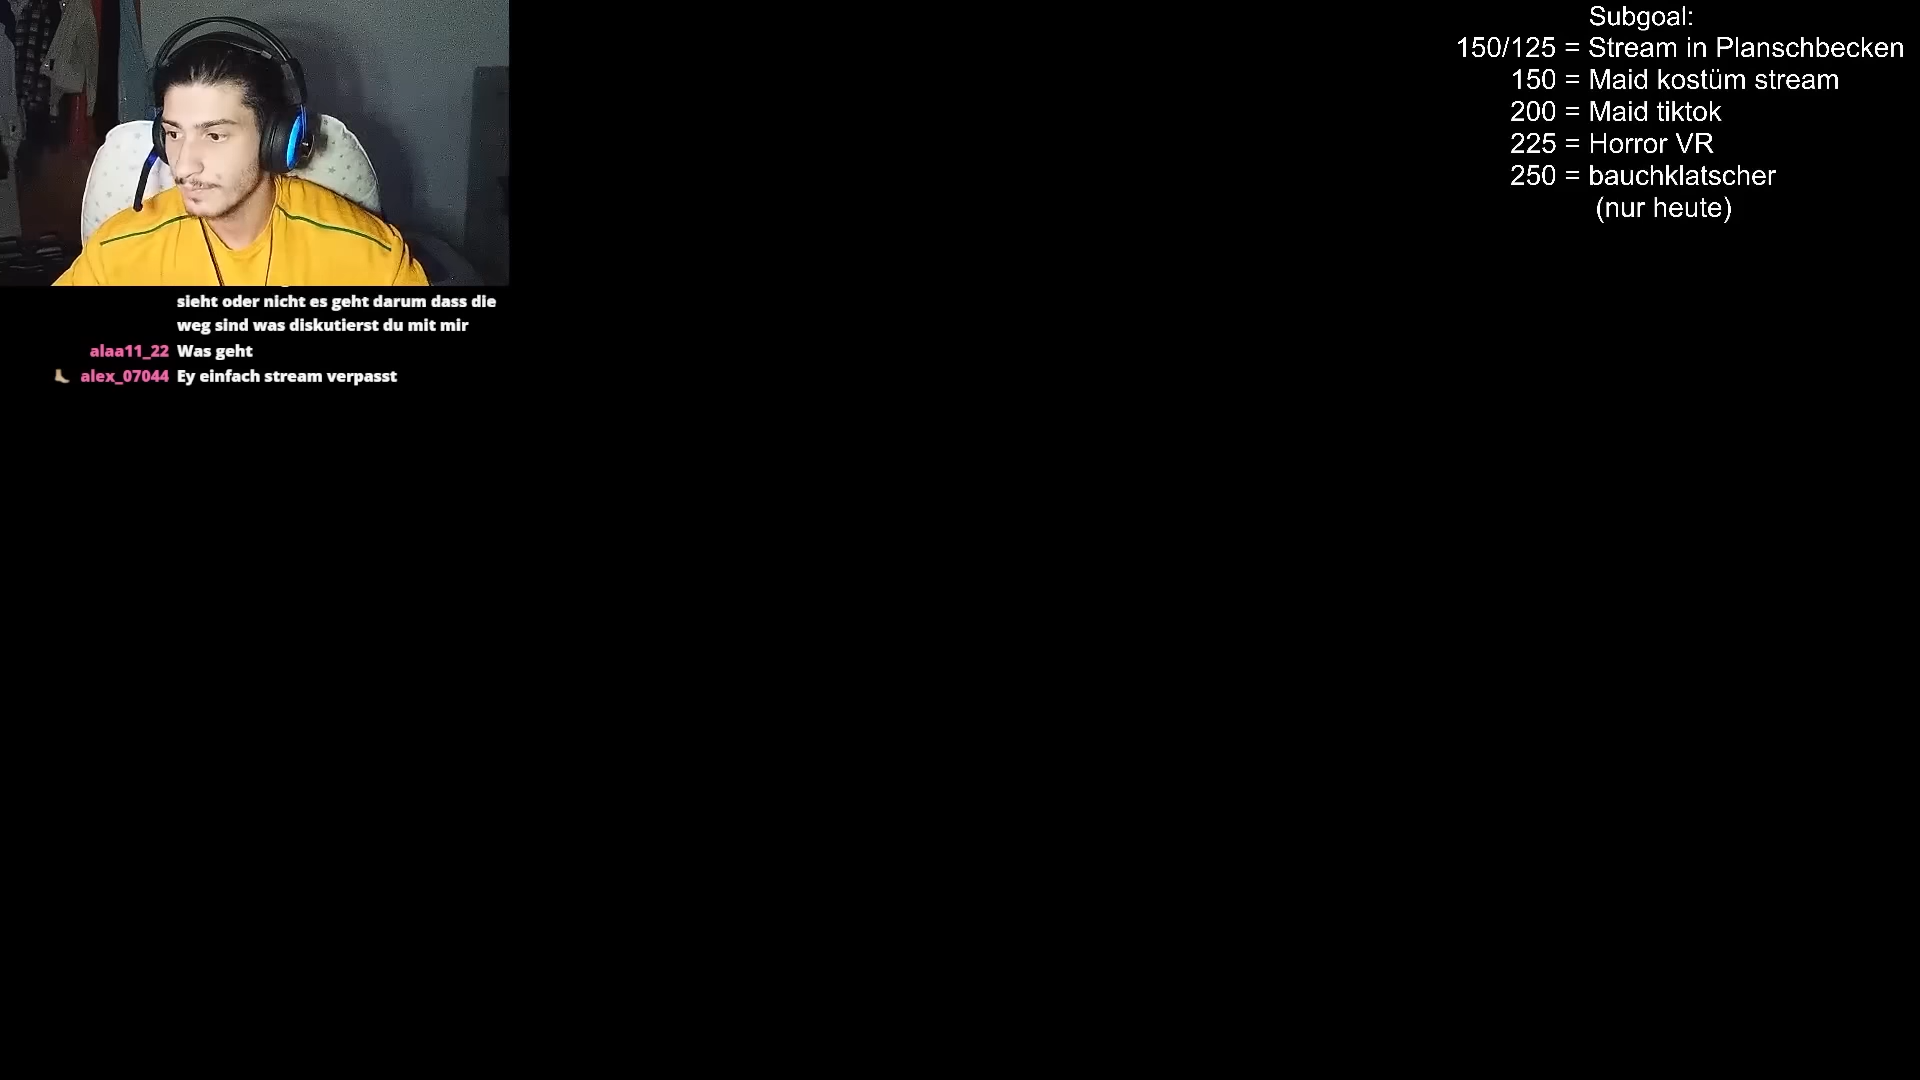 Subgoal:
150/125 = Stream in Planschbecken
150 = Maid kostüm stream
200 = Maid tiktok
225 = Horror VR
250 = bauchklatscher
(nur heute)
sieht oder nicht es geht darum dass die
weg sind was diskutierst du mit mir
alaa11_22 Was geht
alex_07044 Ey einfach stream verpasst